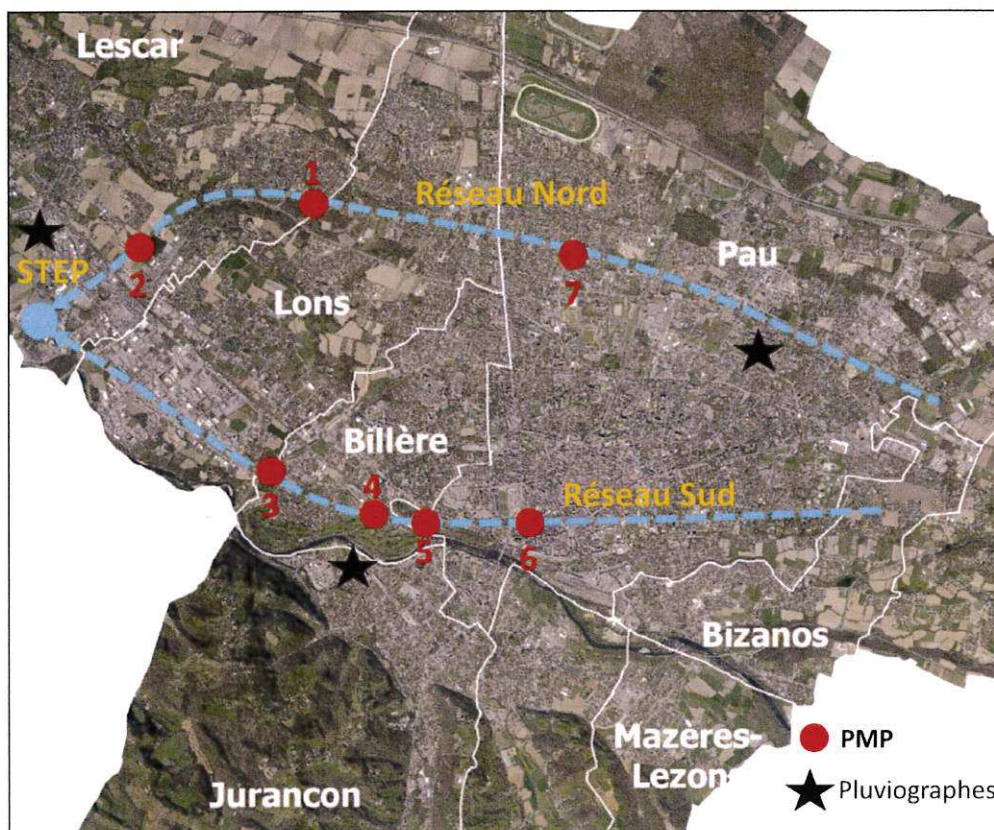 Lescar
1
Réseau Nord
Pau
STEP
2
7
Lons
Billère
Réseau Sud
3
4
5
6
Bizanos
Mazères-
Lezon
PMP
Jurancon
Pluviographes